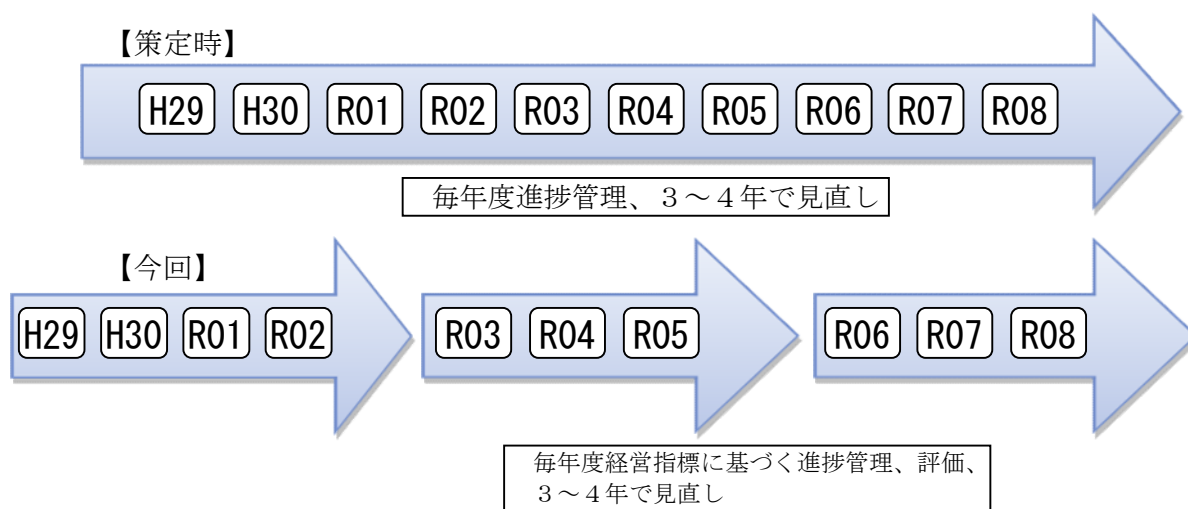 【策定時】
H29 H30 R01 R02 R03 R04 R05 R06 R07 R08
毎年度進捗管理、３～４年で見直し
【今回】
H29 H30 R01 R02 R03 R04 R05 R06 R07 R08
毎年度経営指標に基づく進捗管理、評価、
３～４年で見直し